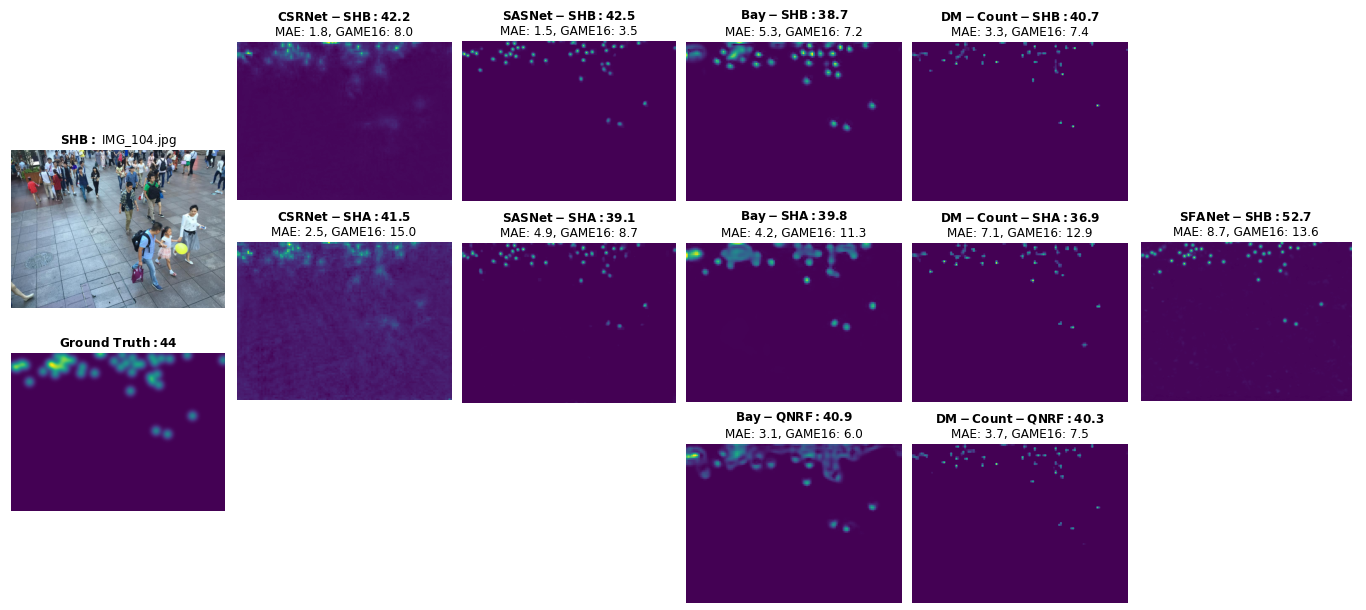 CSRNet − SHB: 42.2
MAE: 1.8, GAME16: 8.0
SASNet − SHB: 42.5
MAE: 1.5, GAME16: 3.5
Bay − SHB: 38.7
MAE: 5.3, GAME16: 7.2
DM − Count − SHB: 40.7
MAE: 3.3, GAME16: 7.4
SHB: IMG_104.jpg
CSRNet − SHA: 41.5
MAE: 2.5, GAME16: 15.0
SASNet − SHA: 39.1
MAE: 4.9, GAME16: 8.7
Bay − SHA: 39.8
MAE: 4.2, GAME16: 11.3
DM − Count − SHA: 36.9
MAE: 7.1, GAME16: 12.9
SFANet − SHB: 52.7
MAE: 8.7, GAME16: 13.6
Ground Truth: 44
Bay − QNRF: 40.9
MAE: 3.1, GAME16: 6.0
DM − Count − QNRF: 40.3
MAE: 3.7, GAME16: 7.5